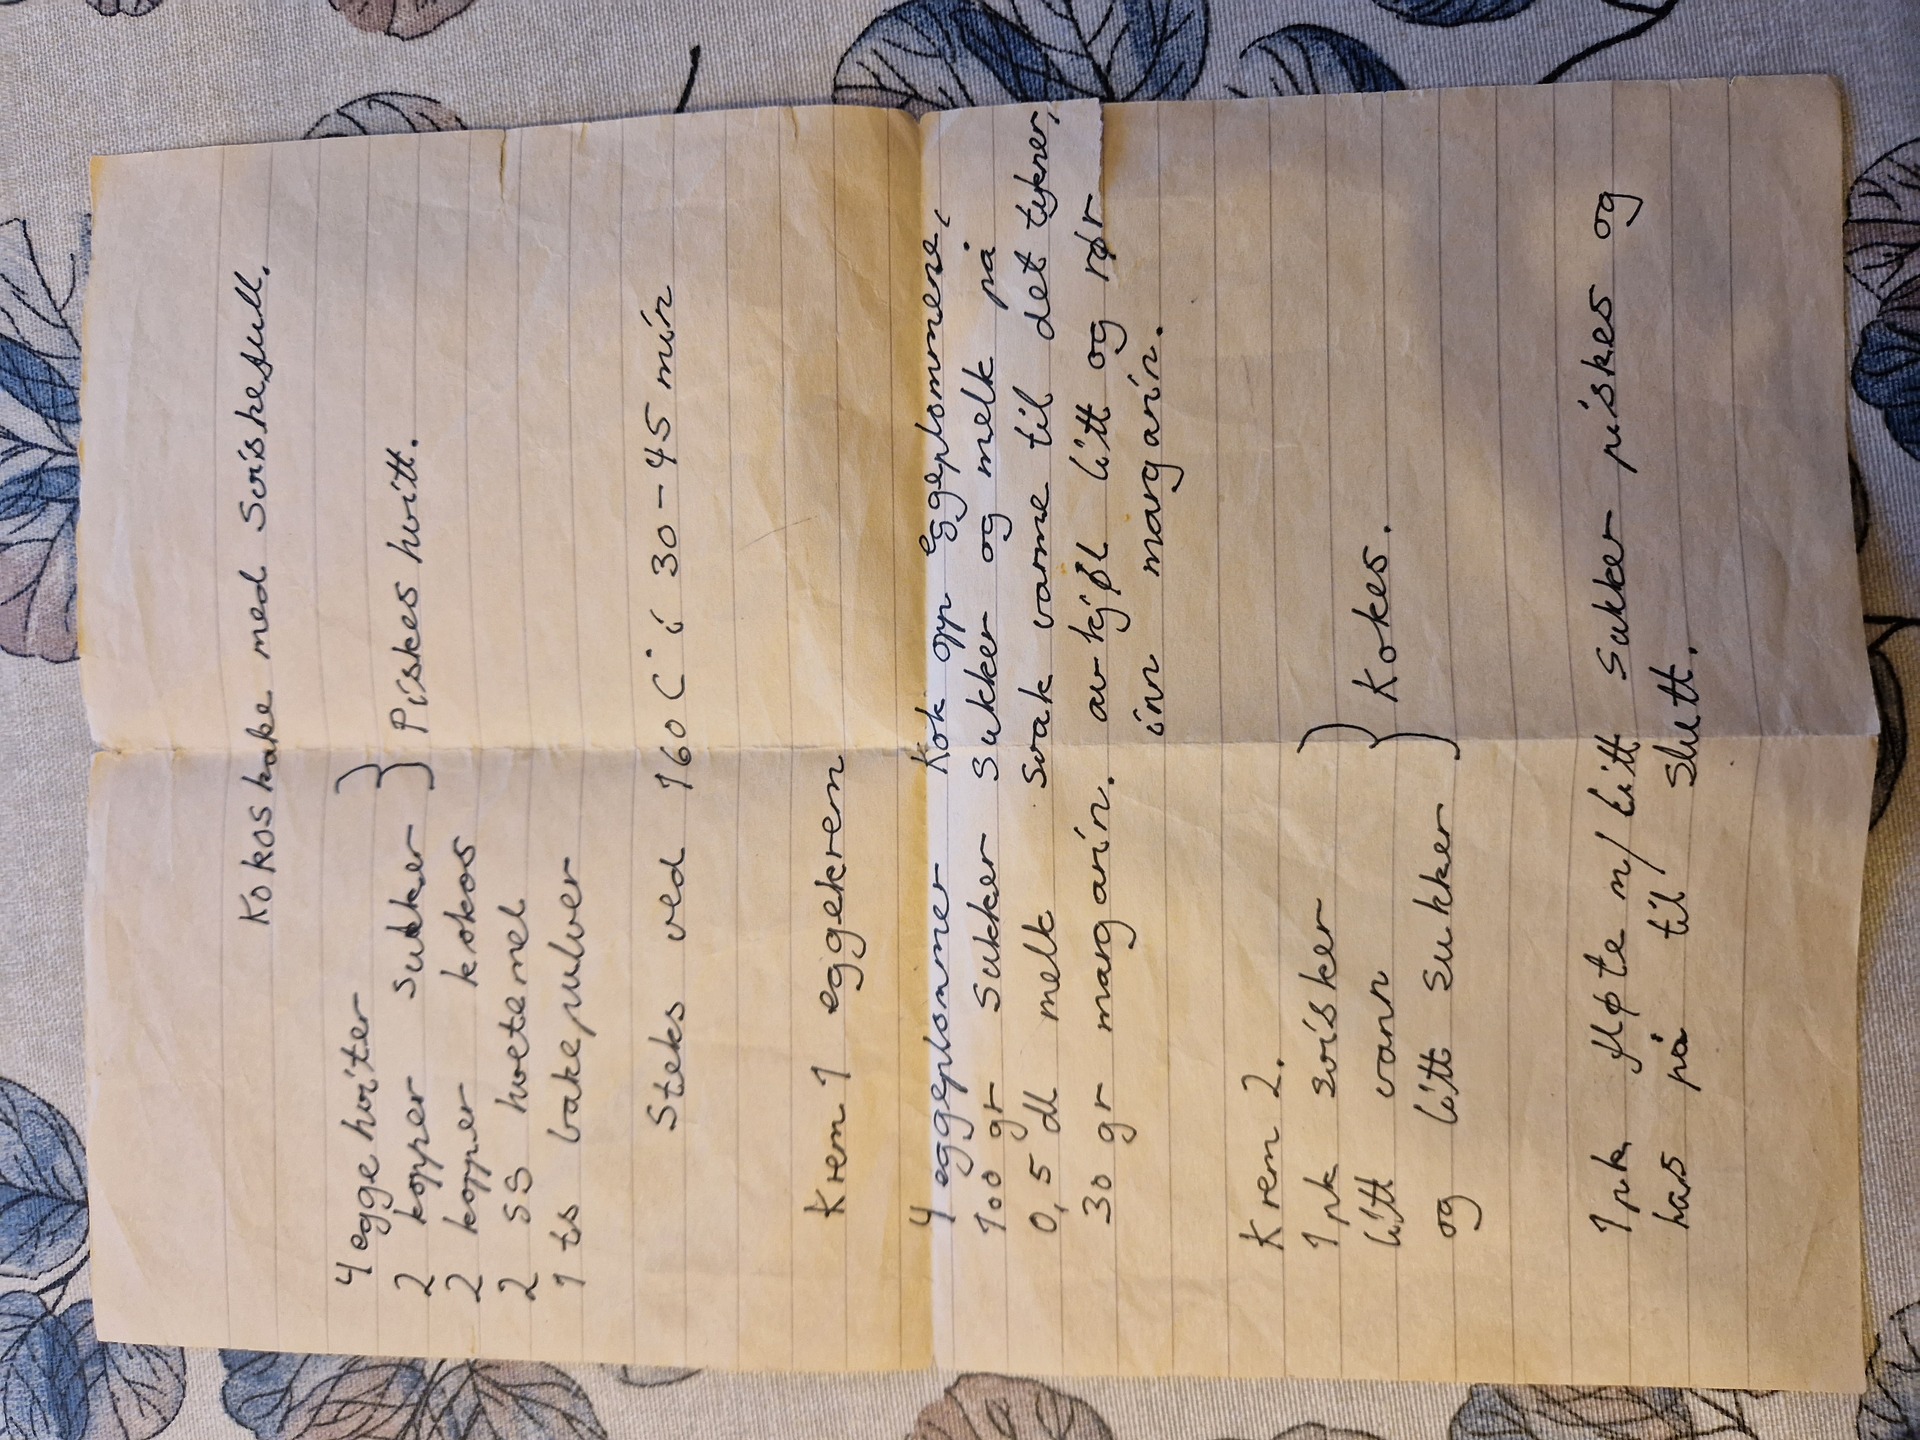 Kokoskake med Sviskefull.
4 eggehviter
2 kopper sukker } Piskes hvitt.
2 kopper kokos
2 ss hvetemel
1 ts bakepulver
Steks ved 160 C° i 30-45 min
Krem 1 eggekrem
4 eggeplommer Kok opp eggeplommene,
100 gr sukker sukker og melk på
0,5 dl melk svak varme til det tykner,
30 gr margarin. avkjøl litt og rør
inn margarin.
Krem 2.
1 pk svisker
litt vann } Kokes.
og litt sukker
1 pk fløte m/ litt sukker piskes og
has på til slutt.